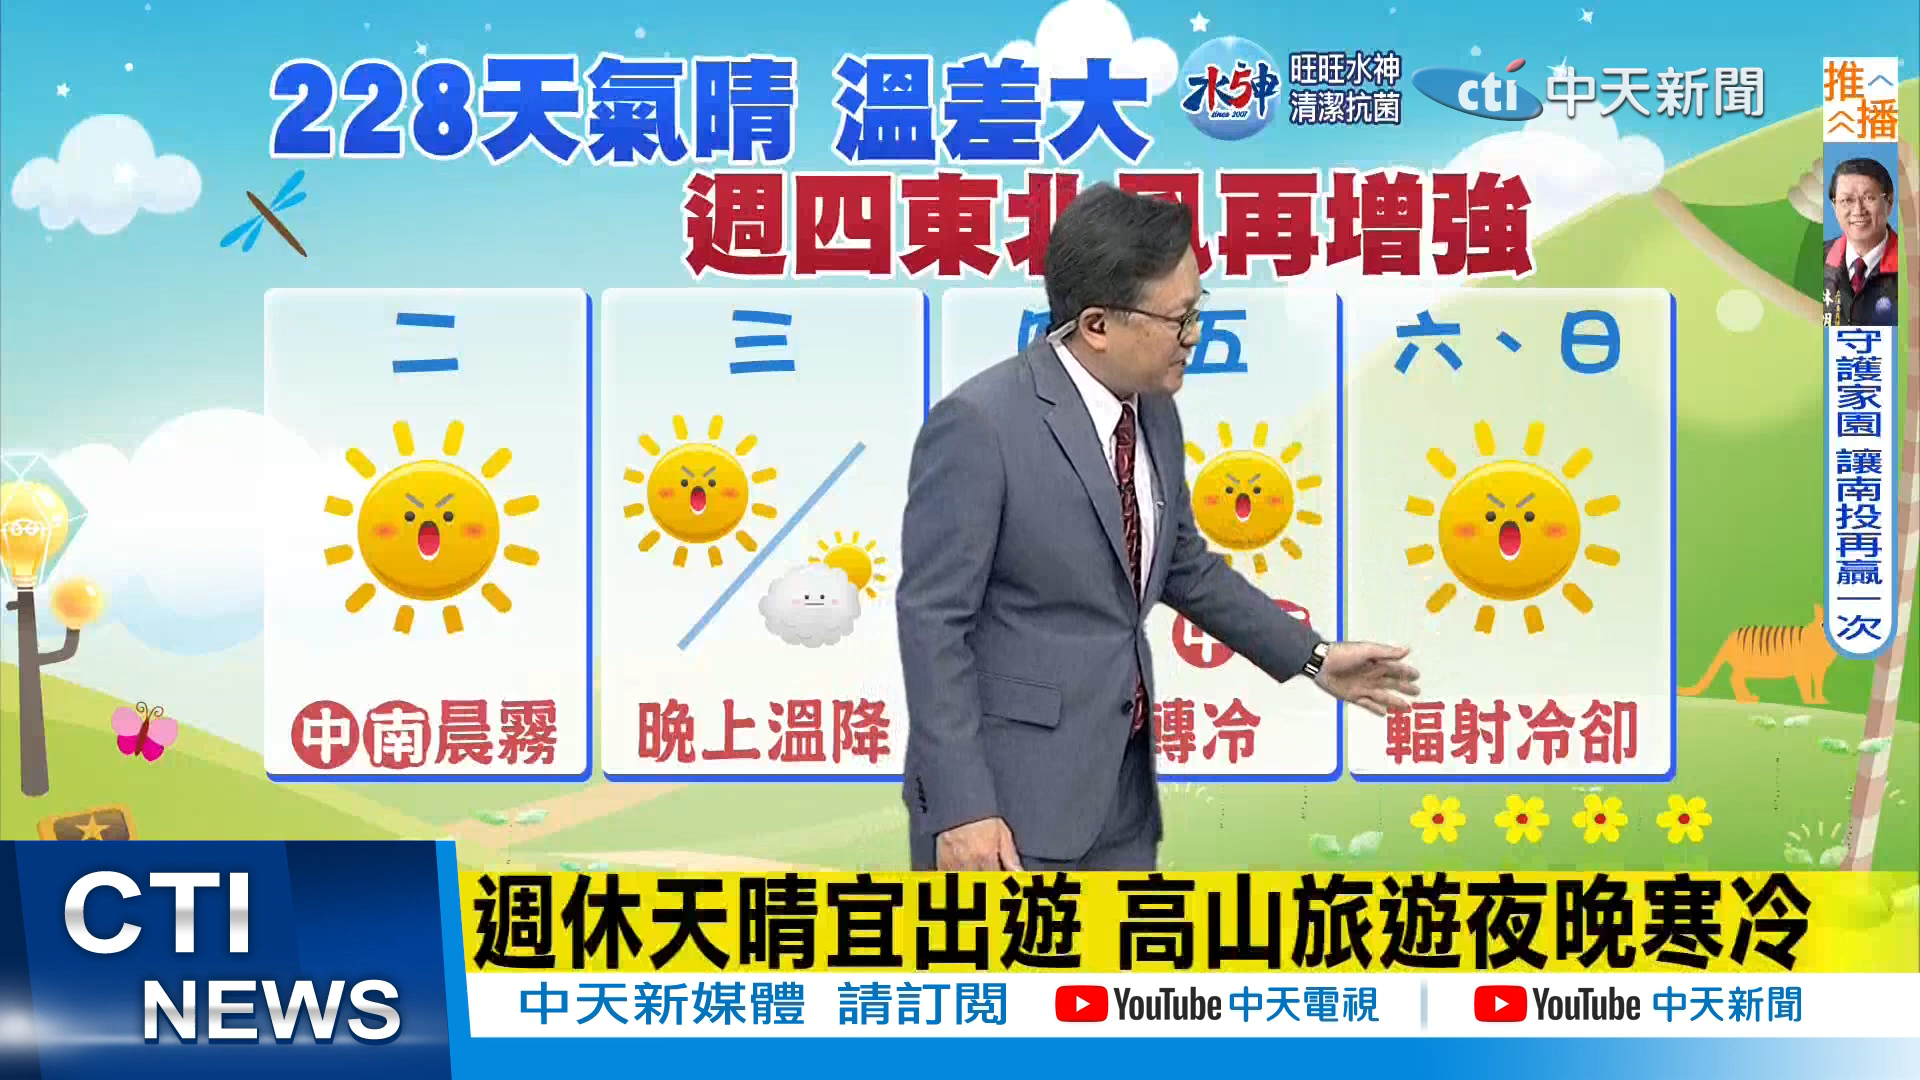 228天氣晴 溫差大
水神
since 2007
旺旺水神
清潔抗菌
cti 中天新聞
推
播
週四東北風再增強
二
三
五
六、日
守護家園 讓南投再贏一次
中南晨霧
晚上溫降
轉冷
輻射冷卻
CTI
NEWS
週休天晴宜出遊 高山旅遊夜晚寒冷
中天新媒體 請訂閱 YouTube 中天電視 | YouTube 中天新聞